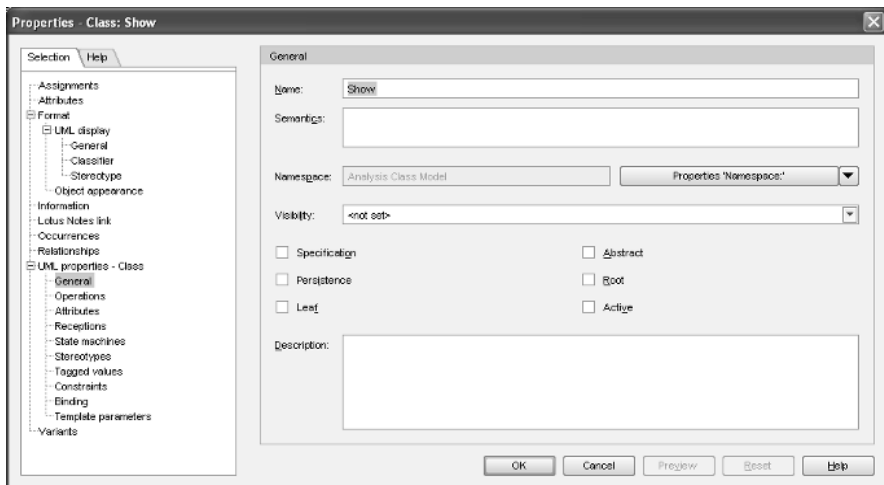 Properties - Class: Show
Selection
Help
Assignments
Attributes
Format
UML display
General
Classifier
Stereotype
Object appearance
Information
Lotus Notes link
Occurrences
Relationships
UML properties - Class
General
Operations
Attributes
Receptions
State machines
Stereotypes
Tagged values
Constraints
Binding
Template parameters
Variants
General
Name: Show
Semantics:
Namespace: Analysis Class Model Properties 'Namespace:'
Visibility: <not set>
Specification Abstract
Persistence Root
Leaf Active
Description:
OK Cancel Preview Reset Help